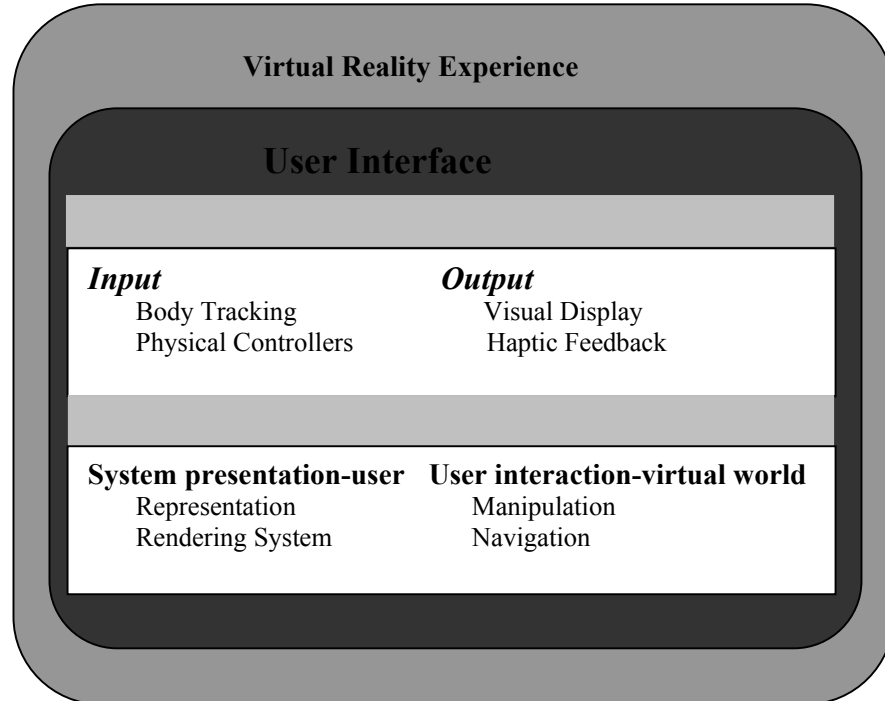 Virtual Reality Experience
User Interface
Input Output
Body Tracking Visual Display
Physical Controllers Haptic Feedback
System presentation-user User interaction-virtual world
Representation Manipulation
Rendering System Navigation